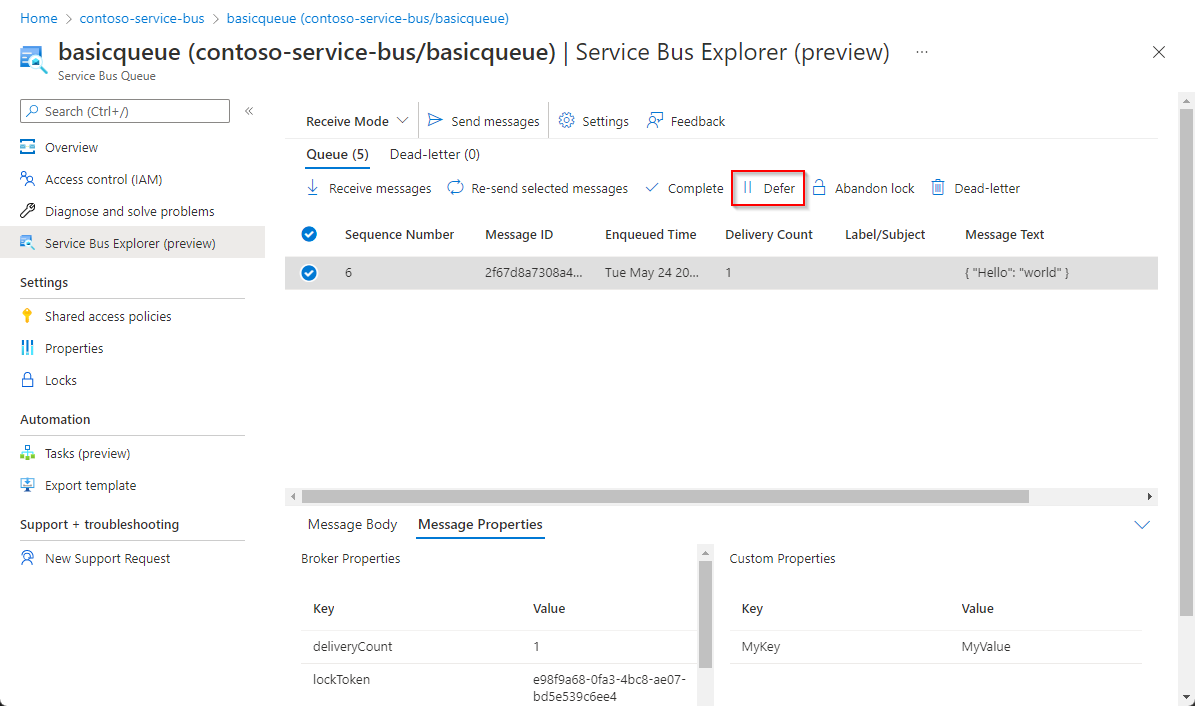 Home > contoso-service-bus > basicqueue (contoso-service-bus/basicqueue)
basicqueue (contoso-service-bus/basicqueue) | Service Bus Explorer (preview) ...
Service Bus Queue
Search (Ctrl+/) «
Overview
Access control (IAM)
Diagnose and solve problems
Service Bus Explorer (preview)
Settings
Shared access policies
Properties
Locks
Automation
Tasks (preview)
Export template
Support + troubleshooting
New Support Request
Receive Mode Send messages Settings Feedback
Queue (5) Dead-letter (0)
Receive messages Re-send selected messages Complete Defer Abandon lock Dead-letter
Sequence Number Message ID Enqueued Time Delivery Count Label/Subject Message Text
6 2f67d8a7308a4... Tue May 24 20... 1 { "Hello": "world" }
Message Body Message Properties
Broker Properties
Key Value
deliveryCount 1
lockToken e98f9a68-0fa3-4bc8-ae07-
bd5e539c6ee4
Custom Properties
Key Value
MyKey MyValue